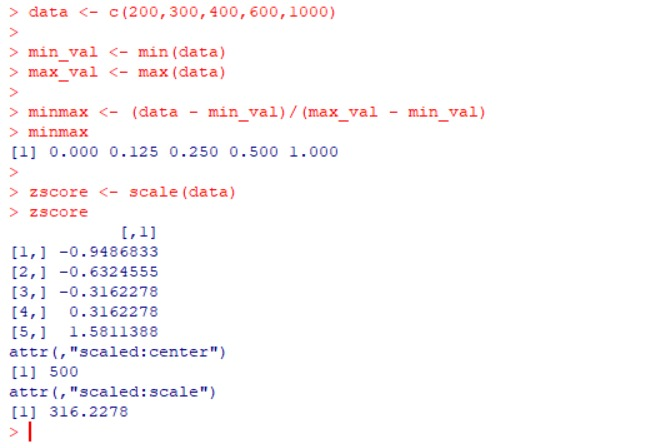 > data <- c(200,300,400,600,1000)
>
> min_val <- min(data)
> max_val <- max(data)
>
> minmax <- (data - min_val)/(max_val - min_val)
> minmax
[1] 0.000 0.125 0.250 0.500 1.000
>
> zscore <- scale(data)
> zscore
           [,1]
[1,] -0.9486833
[2,] -0.6324555
[3,] -0.3162278
[4,]  0.3162278
[5,]  1.5811388
attr(,"scaled:center")
[1] 500
attr(,"scaled:scale")
[1] 316.2278
>